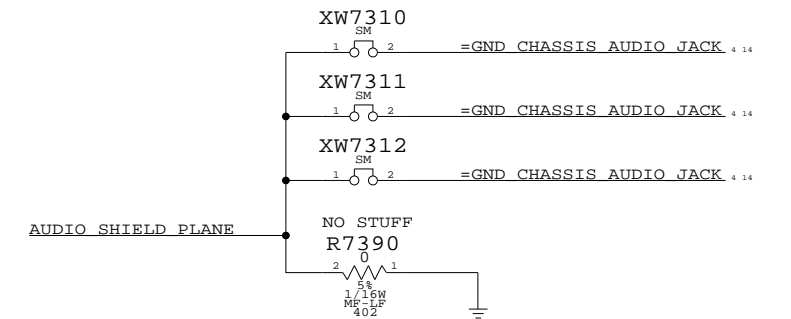 XW7310
SM
1 2 =GND CHASSIS AUDIO JACK 4 14
XW7311
SM
1 2 =GND CHASSIS AUDIO JACK 4 14
XW7312
SM
1 2 =GND CHASSIS AUDIO JACK 4 14
AUDIO SHIELD PLANE
NO STUFF
R7390
0
2 1
5%
1/16W
MF-LF
402